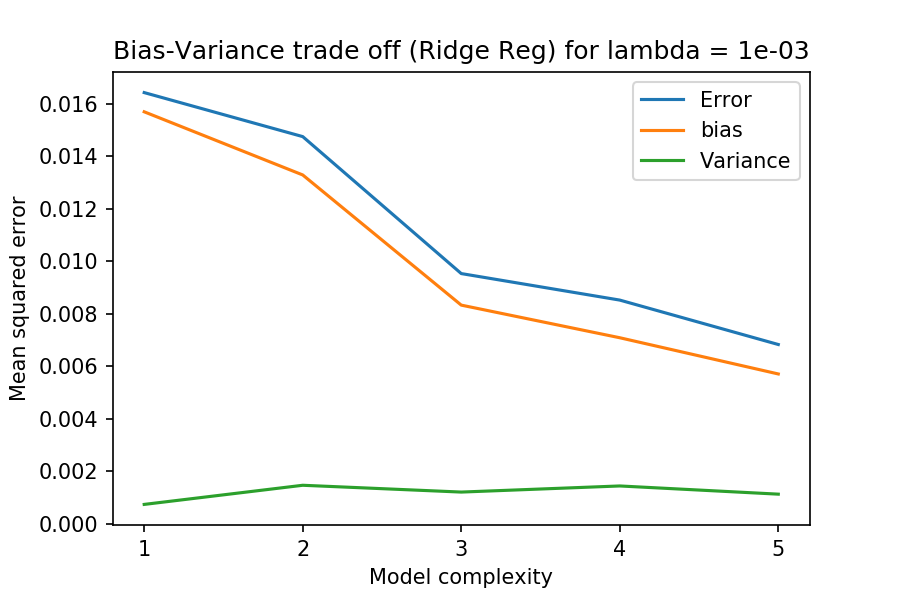 Bias-Variance trade off (Ridge Reg) for lambda = 1e-03
Error
bias
Variance
Mean squared error
0.016
0.014
0.012
0.010
0.008
0.006
0.004
0.002
0.000
1 2 3 4 5
Model complexity